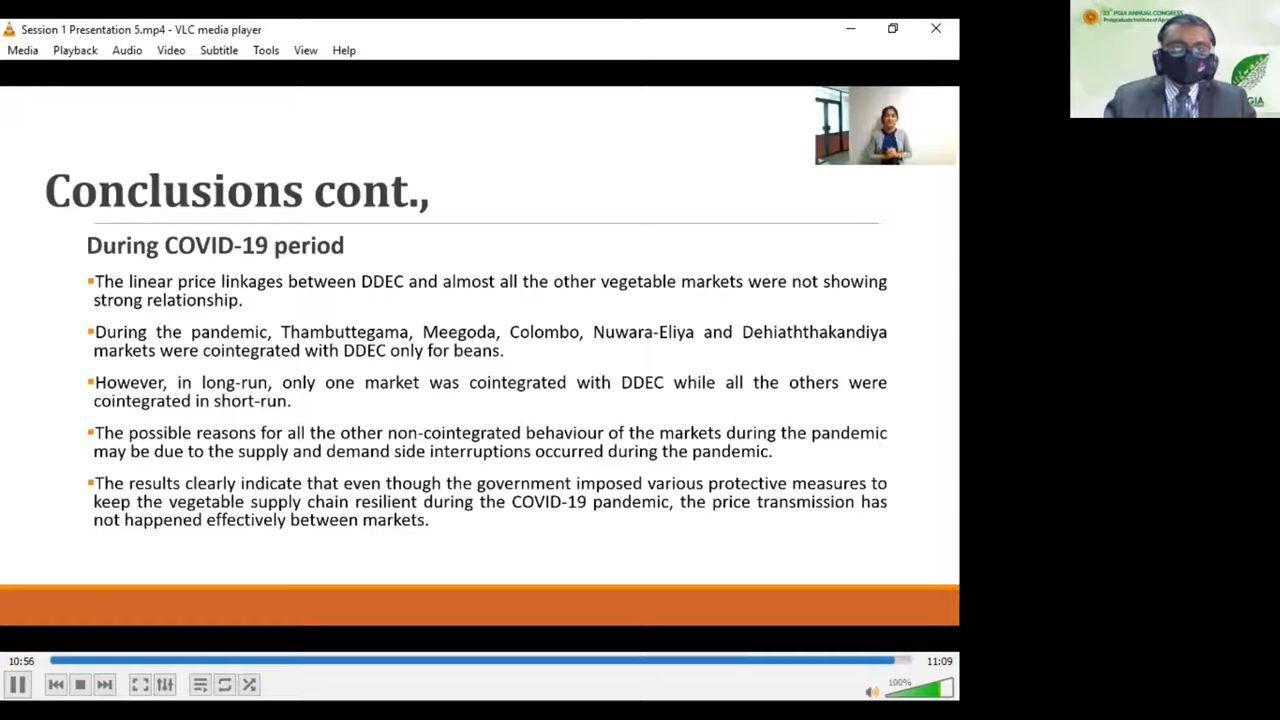 Session 1 Presentation 5.mp4 - VLC media player
Media Playback Audio Video Subtitle Tools View Help
PGIA ANNUAL CONGRESS
Postgraduate Institute of
GIA
Conclusions cont.,
During COVID-19 period
▪The linear price linkages between DDEC and almost all the other vegetable markets were not showing
strong relationship.
▪During the pandemic, Thambuttegama, Meegoda, Colombo, Nuwara-Eliya and Dehiaththakandiya
markets were cointegrated with DDEC only for beans.
▪However, in long-run, only one market was cointegrated with DDEC while all the others were
cointegrated in short-run.
▪The possible reasons for all the other non-cointegrated behaviour of the markets during the pandemic
may be due to the supply and demand side interruptions occurred during the pandemic.
▪The results clearly indicate that even though the government imposed various protective measures to
keep the vegetable supply chain resilient during the COVID-19 pandemic, the price transmission has
not happened effectively between markets.
10:56
11:09
100%